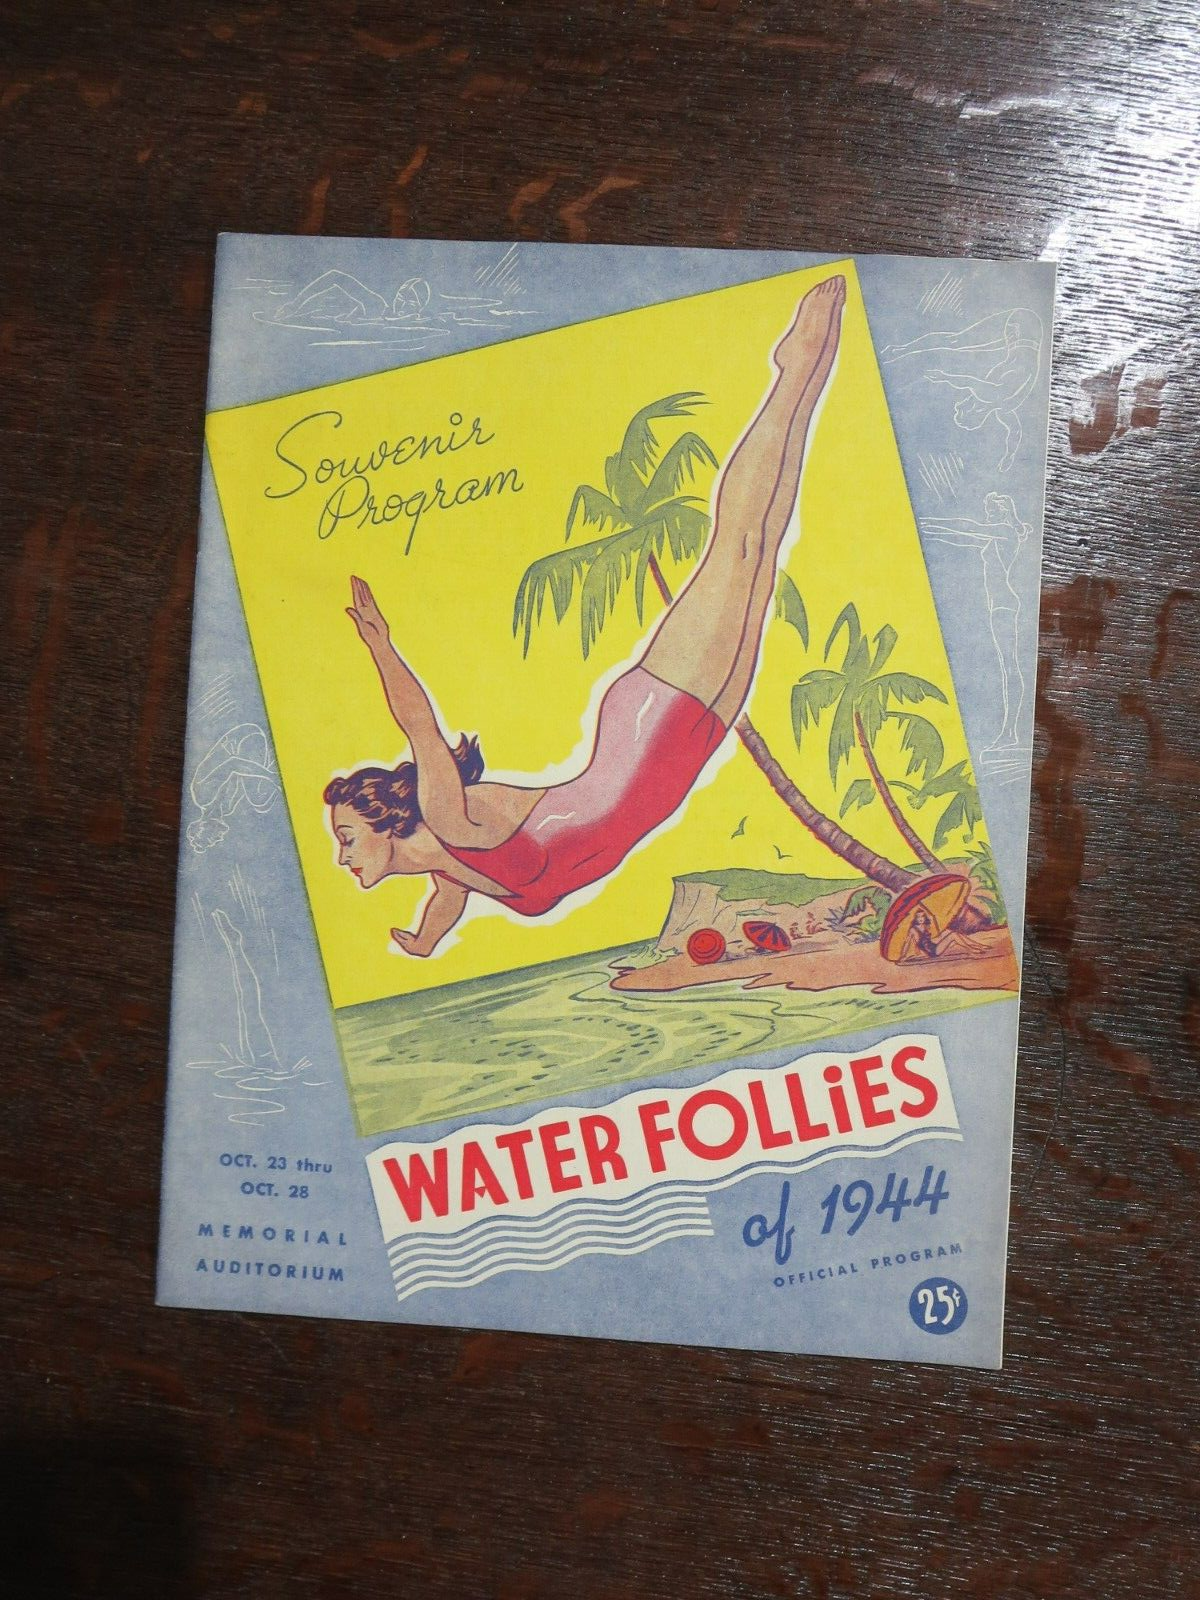 Souvenir
Program
WATER FOLLiES
of 1944
OFFICIAL PROGRAM
25¢
OCT. 23 thru
OCT. 28
MEMORIAL
AUDITORIUM